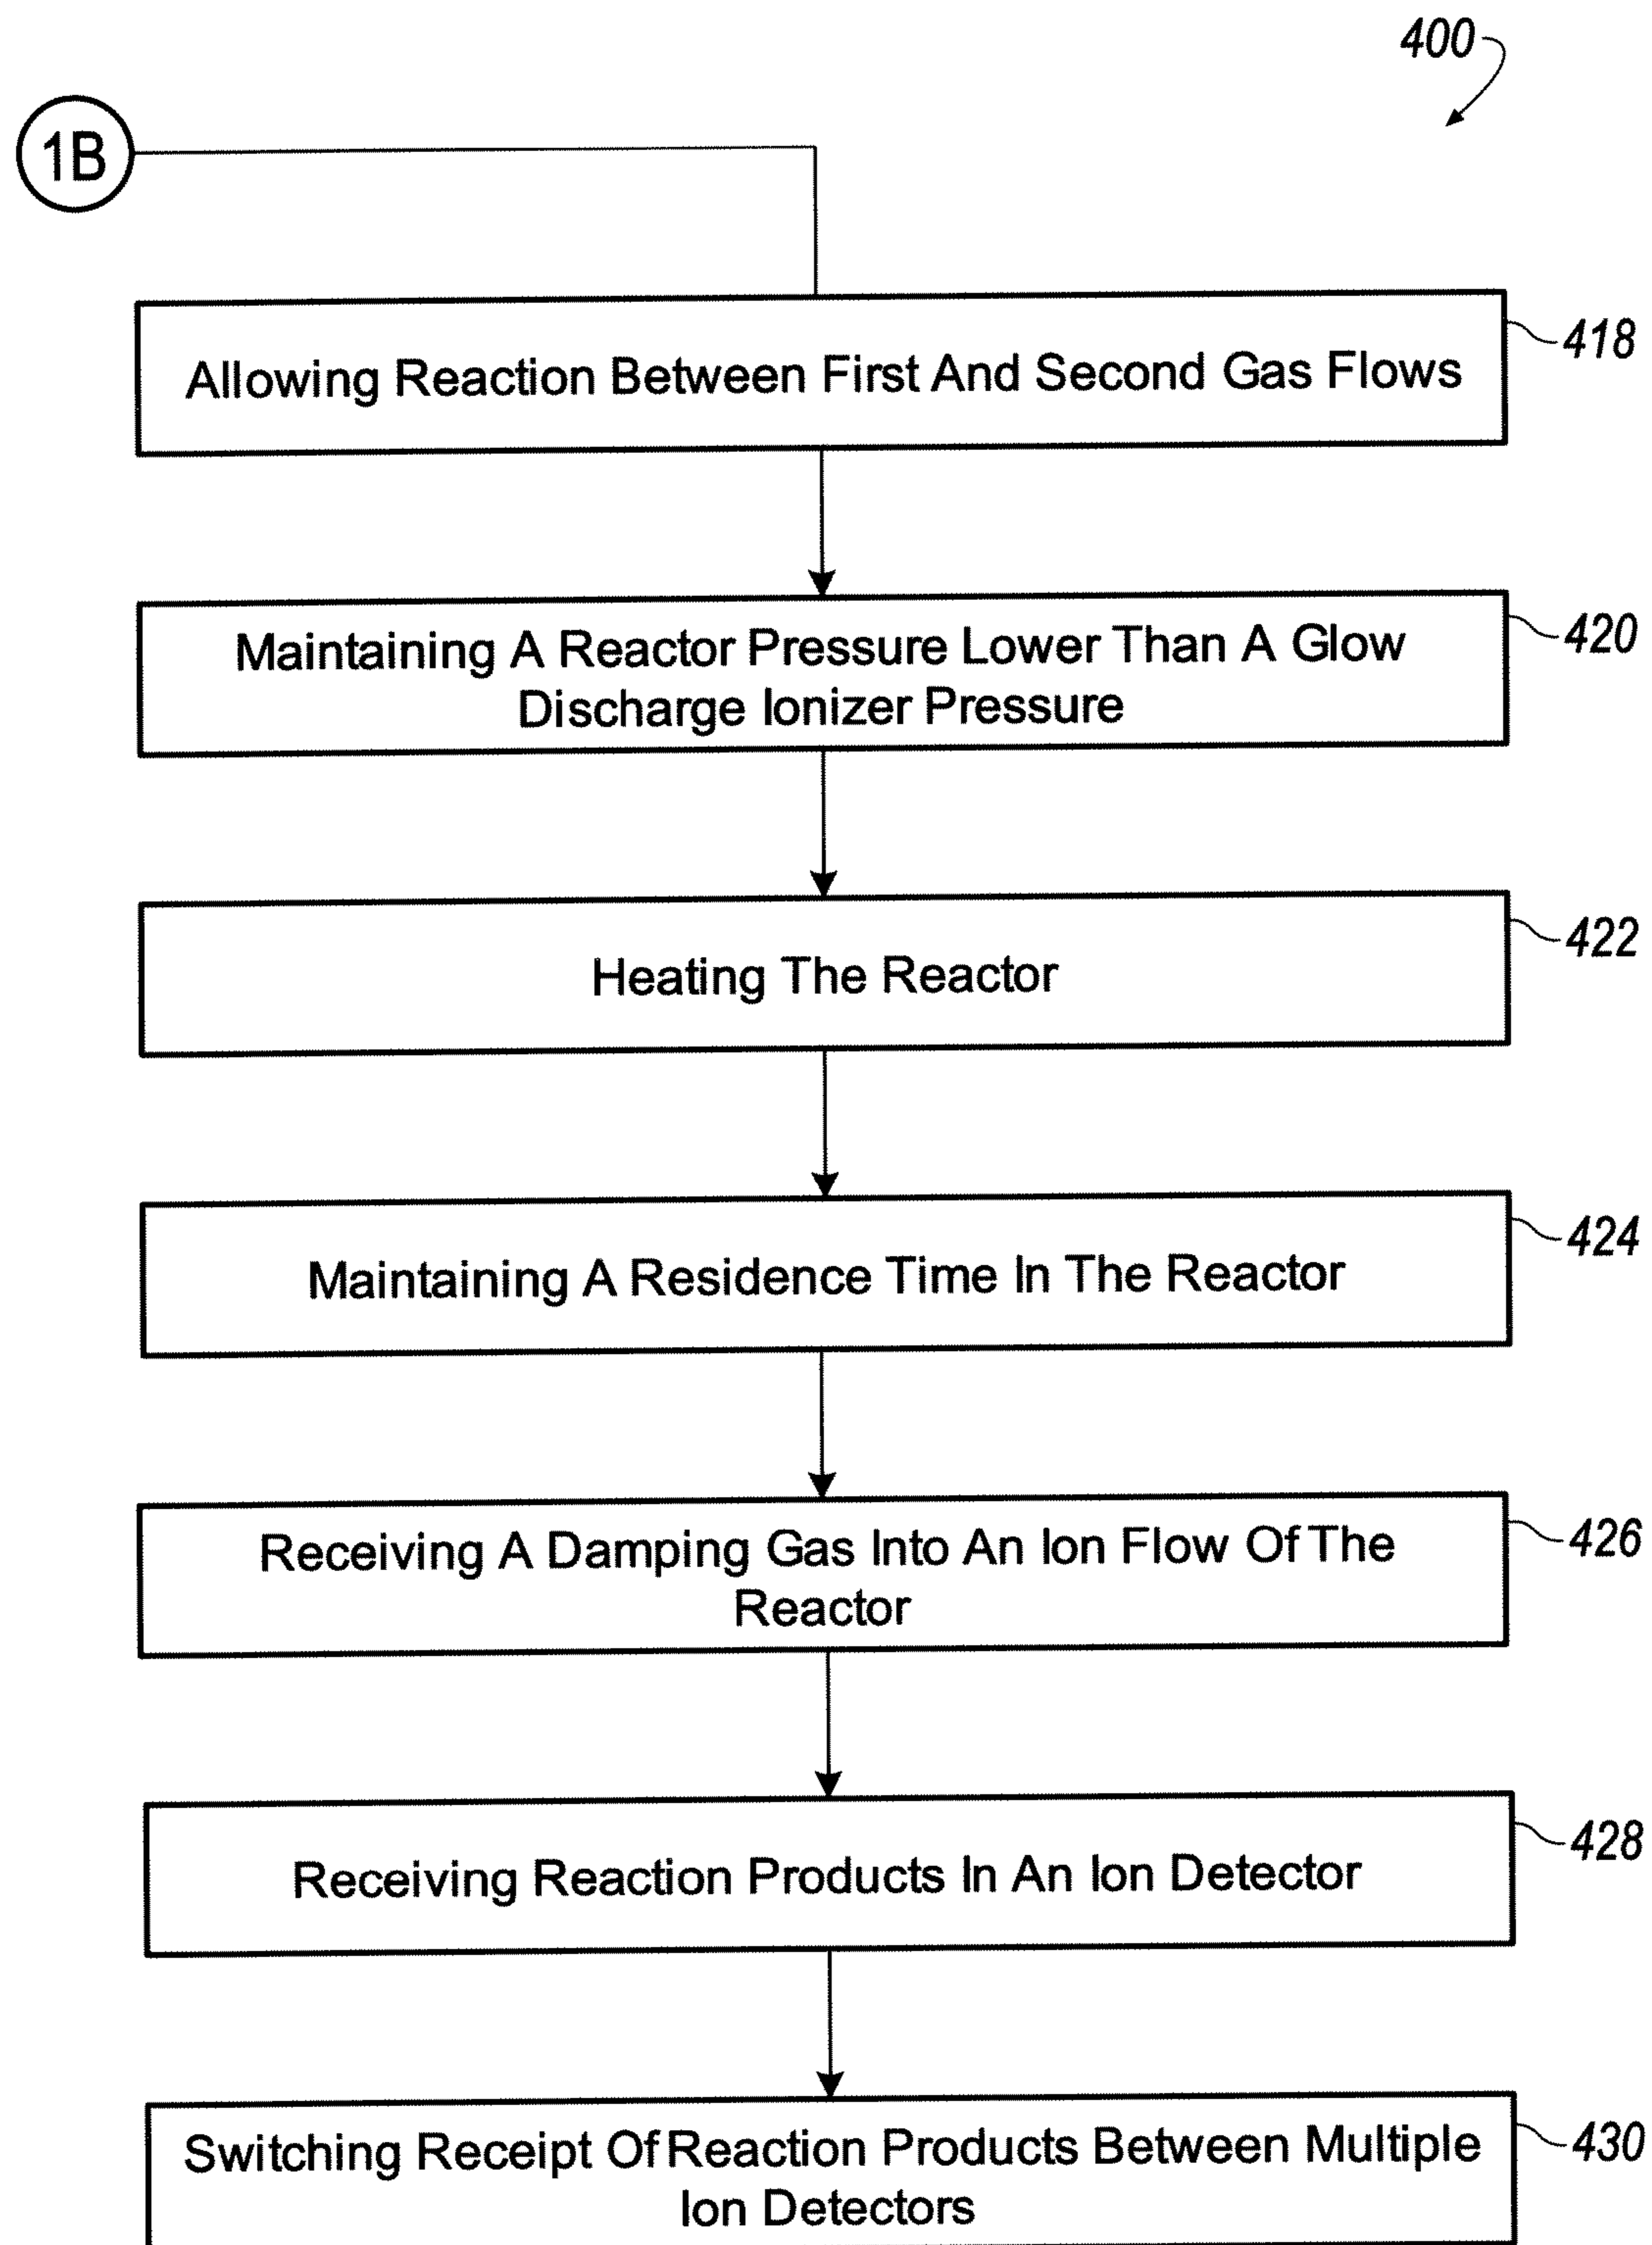 400
1B
Allowing Reaction Between First And Second Gas Flows
418
Maintaining A Reactor Pressure Lower Than A Glow
Discharge Ionizer Pressure
420
Heating The Reactor
422
Maintaining A Residence Time In The Reactor
424
Receiving A Damping Gas Into An Ion Flow Of The
Reactor
426
Receiving Reaction Products In An Ion Detector
428
Switching Receipt Of Reaction Products Between Multiple
Ion Detectors
430